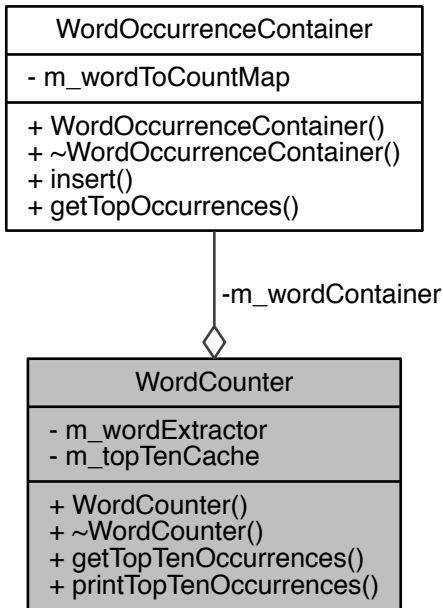 WordOccurrenceContainer
- m_wordToCountMap
+ WordOccurrenceContainer()
+ ~WordOccurrenceContainer()
+ insert()
+ getTopOccurrences()
-m_wordContainer
WordCounter
- m_wordExtractor
- m_topTenCache
+ WordCounter()
+ ~WordCounter()
+ getTopTenOccurrences()
+ printTopTenOccurrences()